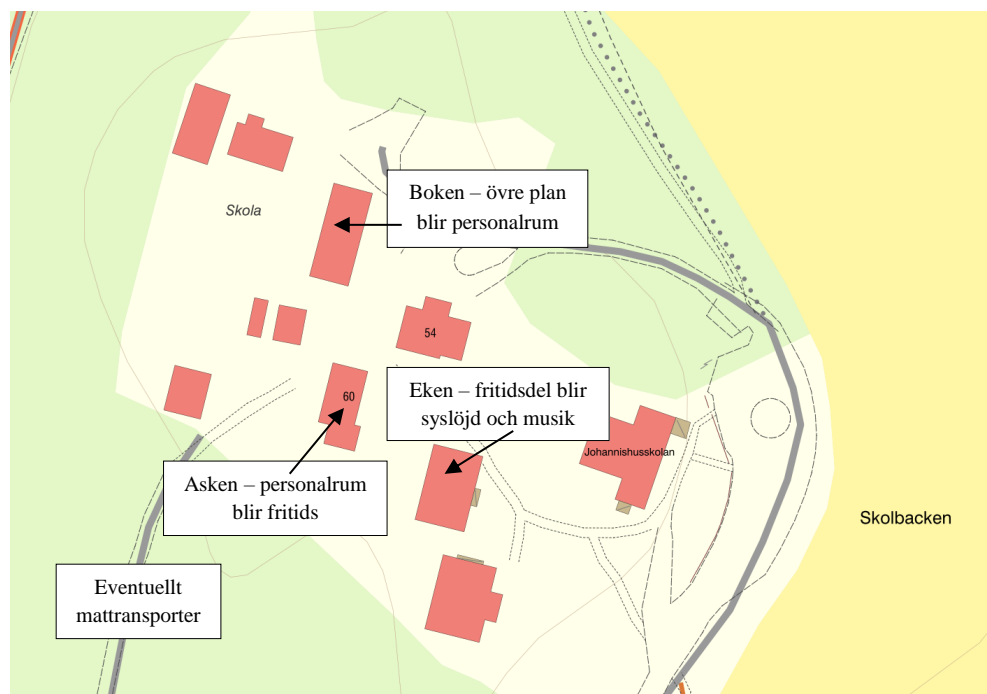 Boken – övre plan
blir personalrum
Skola
54
Eken – fritidsdel blir
syslöjd och musik
60
Johannishusskolan
Asken – personalrum
blir fritids
Skolbacken
Eventuellt
mattransporter